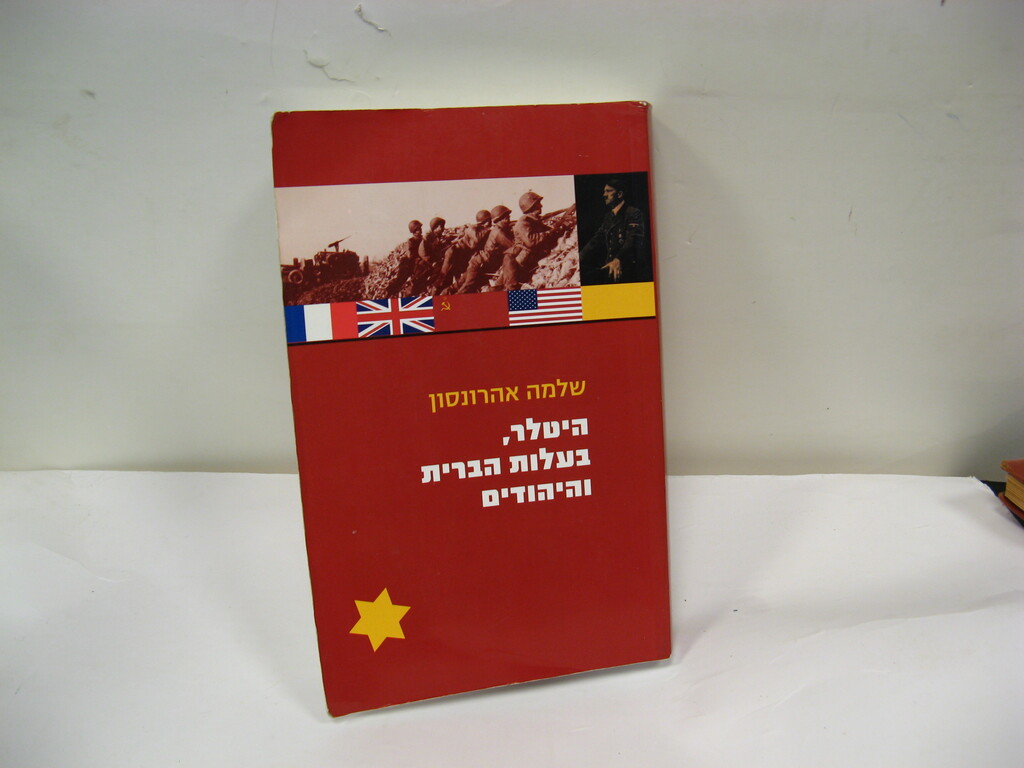 שלמה אהרונסון
היטלר,
בעלות הברית
והיהודים